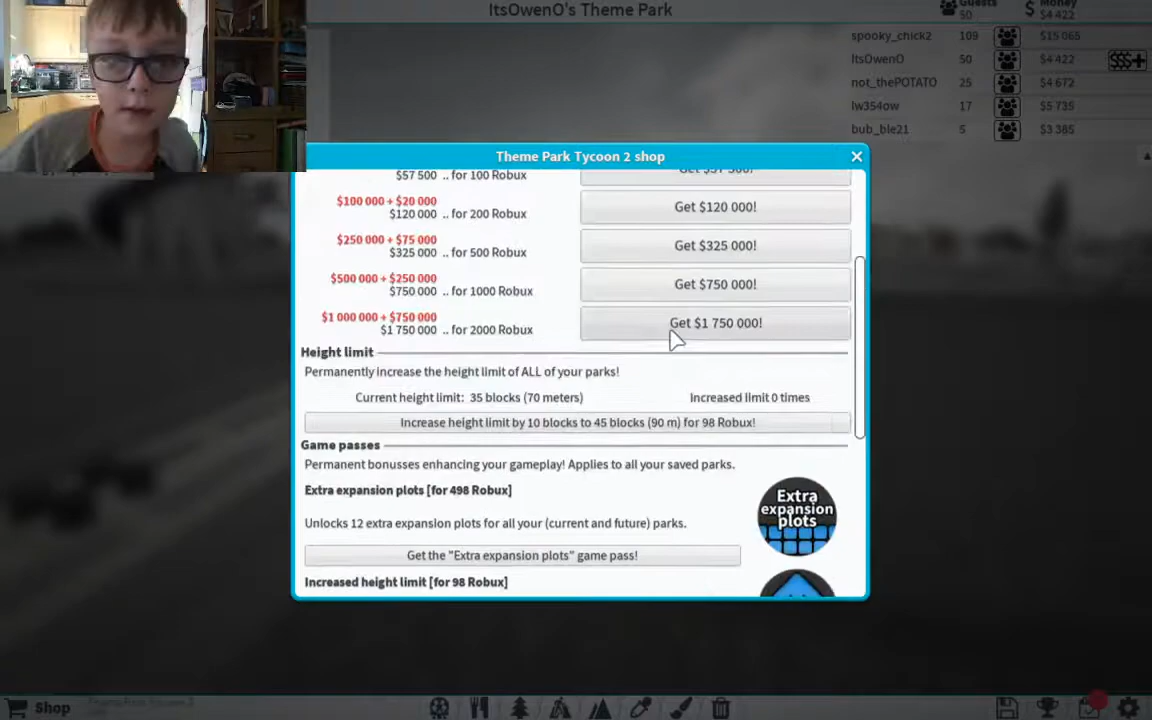 ItsOwenO's Theme Park
Guests
50
Money
$4 422
spooky_chick2 109 $15 065
ItsOwenO 50 $4 422
not_thePOTATO 25 $4 672
lw354ow 17 $5 735
bub_ble21 5 $3 385
Theme Park Tycoon 2 shop
$57 500 .. for 100 Robux Get $57 500!
$100 000 + $20 000
$120 000 .. for 200 Robux Get $120 000!
$250 000 + $75 000
$325 000 .. for 500 Robux Get $325 000!
$500 000 + $250 000
$750 000 .. for 1000 Robux Get $750 000!
$1 000 000 + $750 000
$1 750 000 .. for 2000 Robux Get $1 750 000!
Height limit
Permanently increase the height limit of ALL of your parks!
Current height limit: 35 blocks (70 meters) Increased limit 0 times
Increase height limit by 10 blocks to 45 blocks (90 m) for 98 Robux!
Game passes
Permanent bonusses enhancing your gameplay! Applies to all your saved parks.
Extra expansion plots [for 498 Robux]
Extra
expansion
plots
Unlocks 12 extra expansion plots for all your (current and future) parks.
Get the "Extra expansion plots" game pass!
Increased height limit [for 98 Robux]
Shop